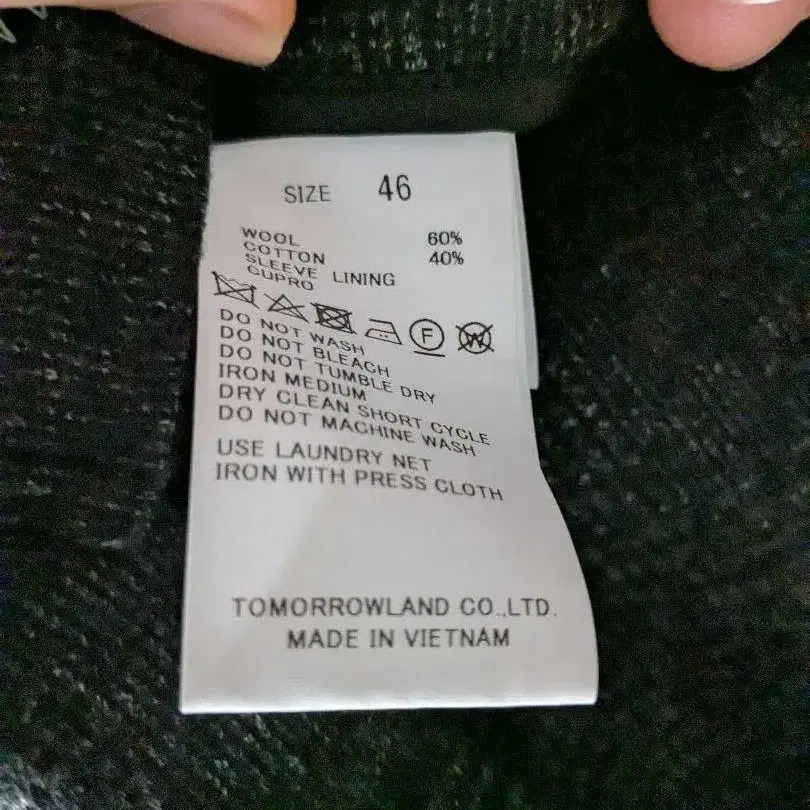 SIZE 46
WOOL 60%
COTTON 40%
SLEEVE LINING
CUPRO
F W
DO NOT WASH
DO NOT BLEACH
DO NOT TUMBLE DRY
IRON MEDIUM
DRY CLEAN SHORT CYCLE
DO NOT MACHINE WASH
USE LAUNDRY NET
IRON WITH PRESS CLOTH
TOMORROWLAND CO.,LTD.
MADE IN VIETNAM